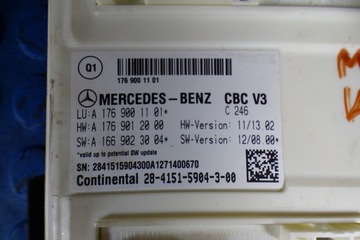 Q1
176 900 11 01
MERCEDES-BENZ CBC V3
LU:A 176 900 11 01* C 246
HW:A 176 901 20 00 HW-Version: 11/13.02
SW:A 166 902 30 04* SW-Version: 12/08.00*
*valid up to potential SW update
SN: 2841515904300A1271400670
Continental 28-4151-5904-3-00